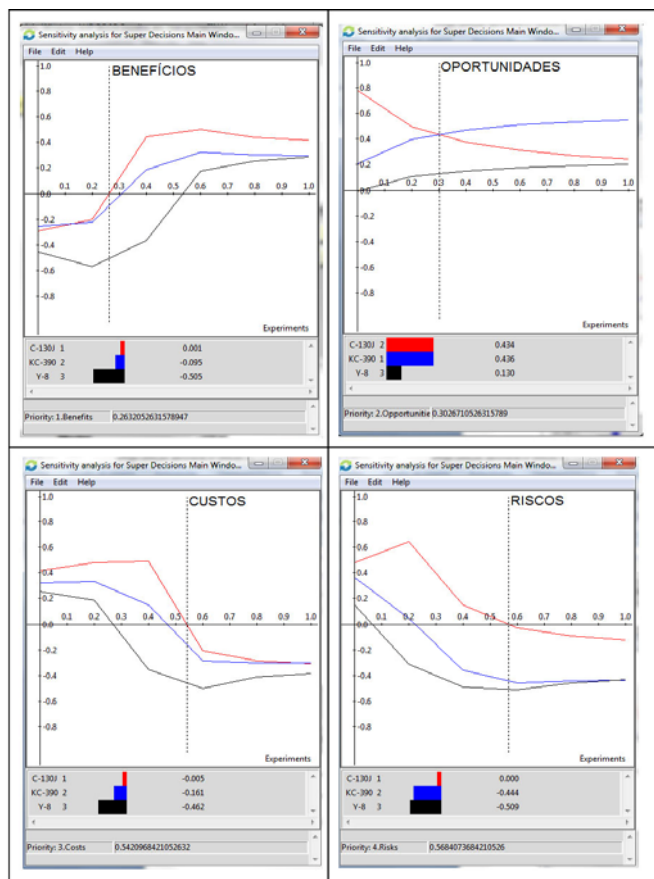 Sensitivity analysis for Super Decisions Main Windo...
File Edit Help
BENEFÍCIOS
1.0
0.8
0.6
0.4
0.2
0.1 0.2 0.3 0.4 0.5 0.6 0.7 0.8 0.9 1.0
-0.2
-0.4
-0.6
-0.8
Experiments
C-130J 1 0.001
KC-390 2 -0.095
Y-8 3 -0.505
Priority: 1.Benefits 0.2632052631578947
Sensitivity analysis for Super Decisions Main Windo...
File Edit Help
OPORTUNIDADES
1.0
0.8
0.6
0.4
0.2
0.1 0.2 0.3 0.4 0.5 0.6 0.7 0.8 0.9 1.0
-0.2
-0.4
-0.6
-0.8
Experiments
C-130J 2 0.434
KC-390 1 0.436
Y-8 3 0.130
Priority: 2.Opportunitie 0.3026710526315789
Sensitivity analysis for Super Decisions Main Windo...
File Edit Help
CUSTOS
1.0
0.8
0.6
0.4
0.2
0.1 0.2 0.3 0.4 0.5 0.6 0.7 0.8 0.9 1.0
-0.2
-0.4
-0.6
-0.8
Experiments
C-130J 1 -0.005
KC-390 2 -0.161
Y-8 3 -0.462
Priority: 3.Costs 0.5420968421052632
Sensitivity analysis for Super Decisions Main Windo...
File Edit Help
RISCOS
1.0
0.8
0.6
0.4
0.2
0.1 0.2 0.3 0.4 0.5 0.6 0.7 0.8 0.9 1.0
-0.2
-0.4
-0.6
-0.8
Experiments
C-130J 1 0.000
KC-390 2 -0.444
Y-8 3 -0.509
Priority: 4.Risks 0.5684073684210526